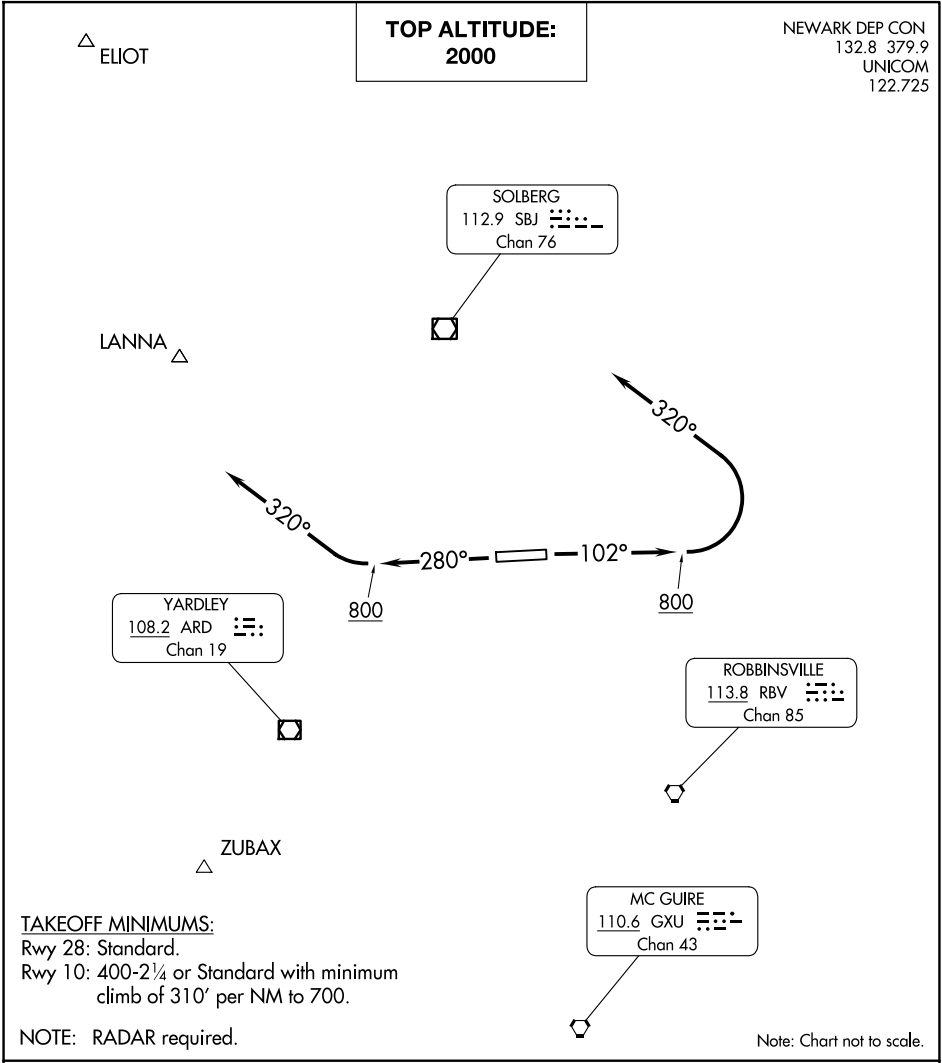 TOP ALTITUDE:
2000
NEWARK DEP CON
132.8 379.9
UNICOM
122.725
ELIOT
SOLBERG
112.9 SBJ
Chan 76
LANNA
320°
320°
280°
102°
800
800
YARDLEY
108.2 ARD
Chan 19
ROBBINSVILLE
113.8 RBV
Chan 85
ZUBAX
MC GUIRE
110.6 GXU
Chan 43
TAKEOFF MINIMUMS:
Rwy 28: Standard.
Rwy 10: 400-2¼ or Standard with minimum
climb of 310' per NM to 700.
NOTE: RADAR required.
Note: Chart not to scale.